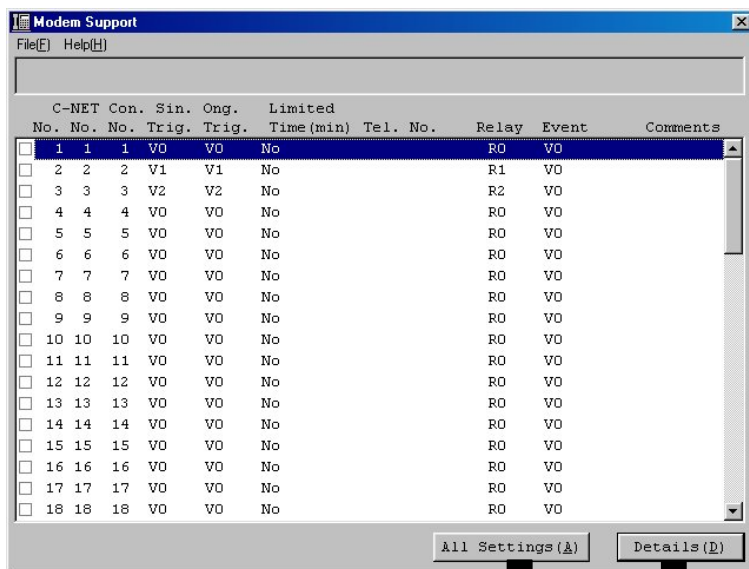 Modem Support
File(F) Help(H)
C-NET Con. Sin. Ong. Limited
No. No. No. Trig. Trig. Time(min) Tel. No. Relay Event Comments
1 1 1 V0 V0 No R0 V0
2 2 2 V1 V1 No R1 V0
3 3 3 V2 V2 No R2 V0
4 4 4 V0 V0 No R0 V0
5 5 5 V0 V0 No R0 V0
6 6 6 V0 V0 No R0 V0
7 7 7 V0 V0 No R0 V0
8 8 8 V0 V0 No R0 V0
9 9 9 V0 V0 No R0 V0
10 10 10 V0 V0 No R0 V0
11 11 11 V0 V0 No R0 V0
12 12 12 V0 V0 No R0 V0
13 13 13 V0 V0 No R0 V0
14 14 14 V0 V0 No R0 V0
15 15 15 V0 V0 No R0 V0
16 16 16 V0 V0 No R0 V0
17 17 17 V0 V0 No R0 V0
18 18 18 V0 V0 No R0 V0
All Settings(A) Details(D)